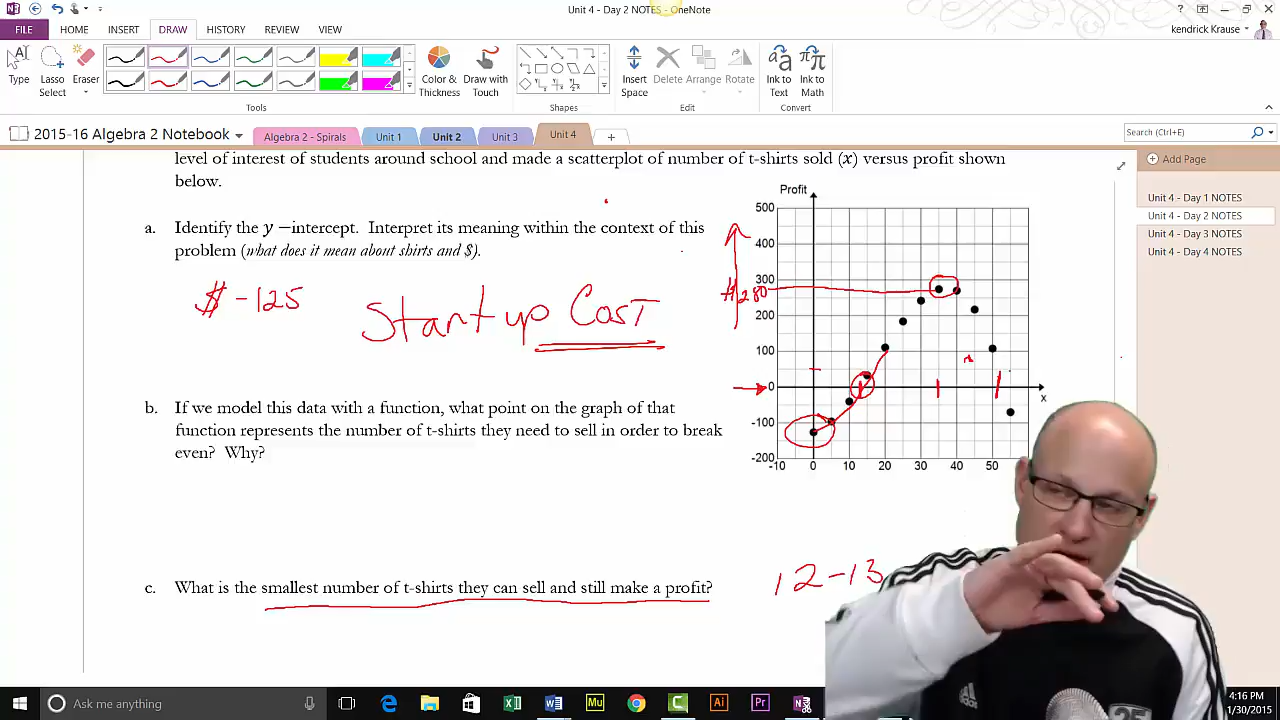 Unit 4 - Day 2 NOTES - OneNote
FILE HOME INSERT DRAW HISTORY REVIEW VIEW
kendrick Krause
Type
Lasso Select
Eraser
Color & Thickness
Draw with Touch
Insert Space
Delete
Arrange
Rotate
Ink to Text
Ink to Math
Tools
Shapes
Edit
Convert
2015-16 Algebra 2 Notebook
Algebra 2 - Spirals
Unit 1
Unit 2
Unit 3
Unit 4
Search (Ctrl+E)
Add Page
Unit 4 - Day 1 NOTES
Unit 4 - Day 2 NOTES
Unit 4 - Day 3 NOTES
Unit 4 - Day 4 NOTES
level of interest of students around school and made a scatterplot of number of t-shirts sold (x) versus profit shown
below.
a. Identify the y −intercept. Interpret its meaning within the context of this
problem (what does it mean about shirts and $).
$ -125
Start up Cost
b. If we model this data with a function, what point on the graph of that
function represents the number of t-shirts they need to sell in order to break
even? Why?
c. What is the smallest number of t-shirts they can sell and still make a profit?
12-13
Profit
500
400
300
$280
200
100
0
-100
-200
-10 0 10 20 30 40 50
x
Ask me anything
4:16 PM
1/30/2015